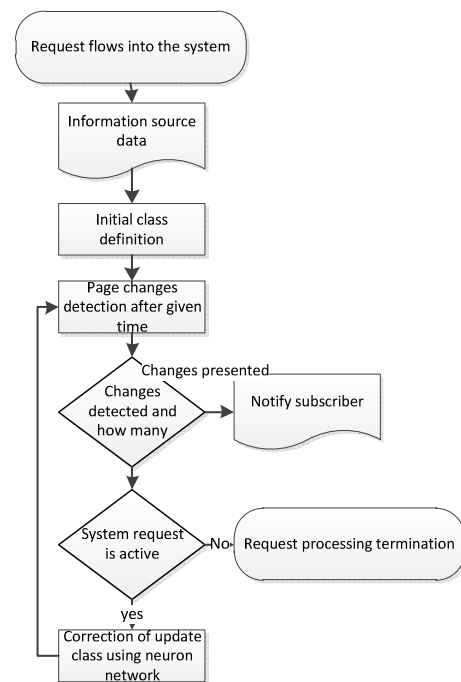 Request flows into the system
Information source
data
Initial class
definition
Page changes
detection after given
time
Changes presented
Changes
detected and
how many
Notify subscriber
System request
is active
No
Request processing termination
yes
Correction of update
class using neuron
network